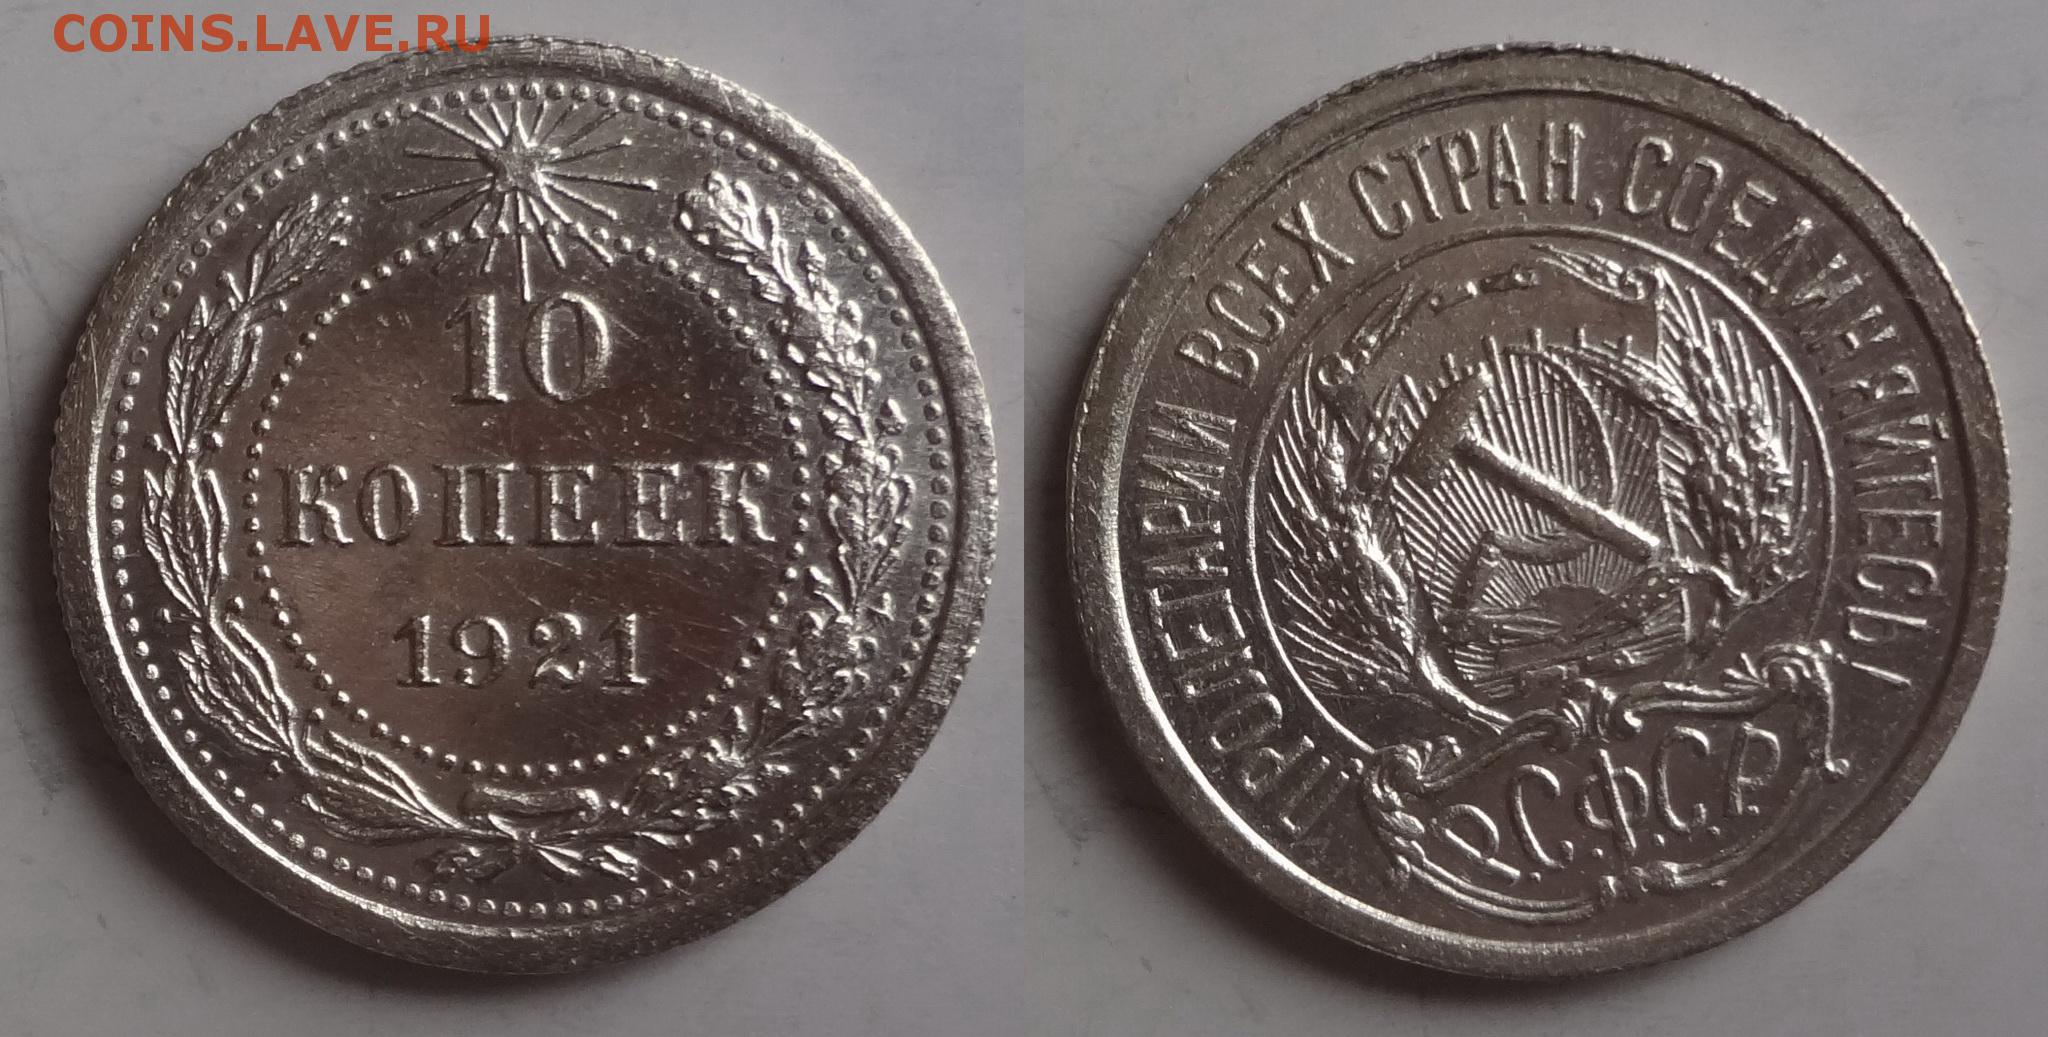 COINS.LAVE.RU
10
КОПЕЕК
1921
ПРОЛЕТАРИИ ВСЕХ СТРАН, СОЕДИНЯЙТЕСЬ!
Р.С.Ф.С.Р.